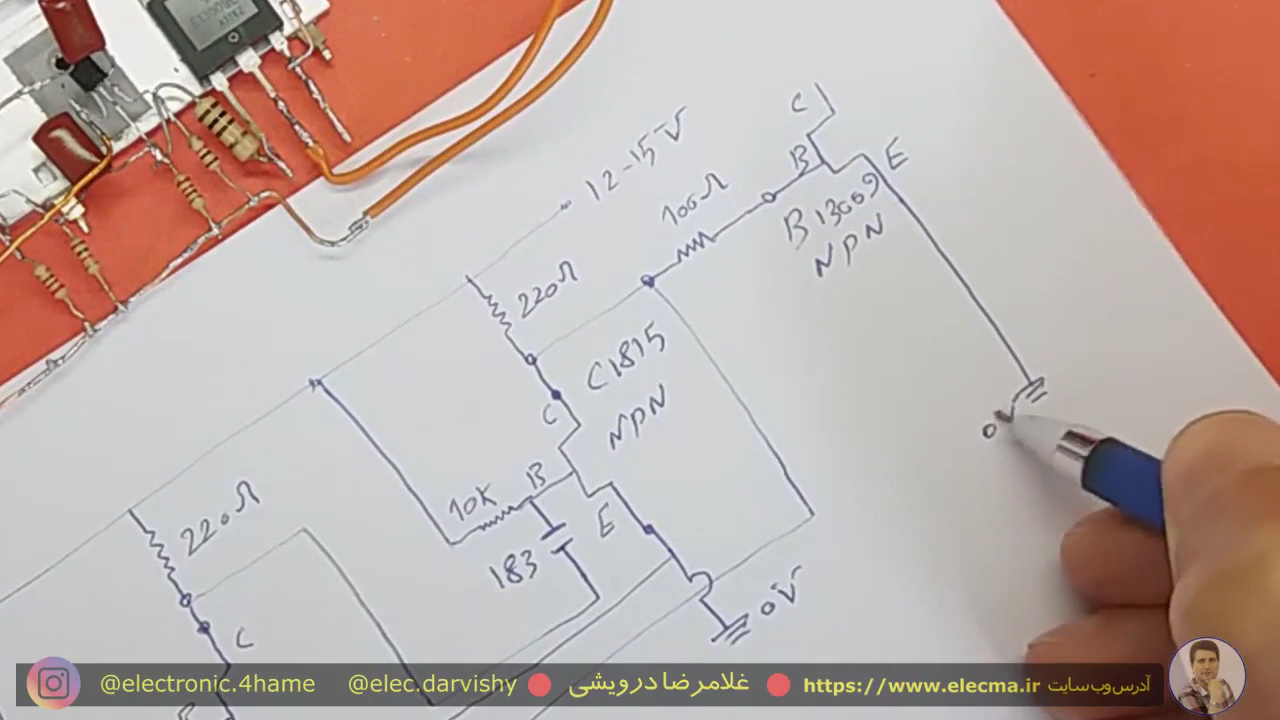 12-15V
C
B
E
100Ω
B13009
NPN
220Ω
C1815
NPN
C
10K
B
E
183
0V
220Ω
C
0
@electronic.4hame
@elec.darvishy
غلامرضا درویشی
https://www.elecma.ir
آدرس وب سایت